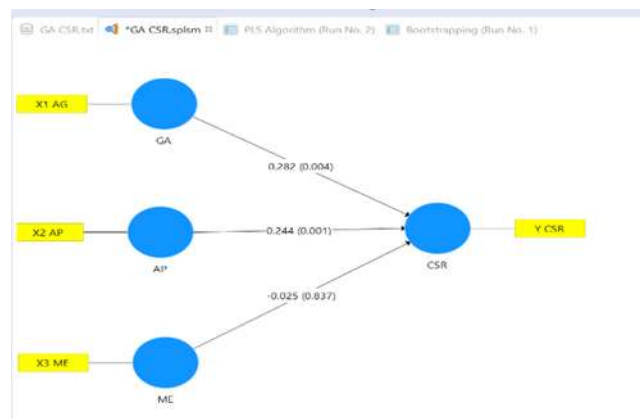 GA CSR.txt *GA CSR.splsm PLS Algorithm (Run No. 2) Bootstrapping (Run No. 1)
X1 AG
GA
0.282 (0.004)
X2 AP
0.244 (0.001)
Y CSR
AP
CSR
-0.025 (0.837)
X3 ME
ME